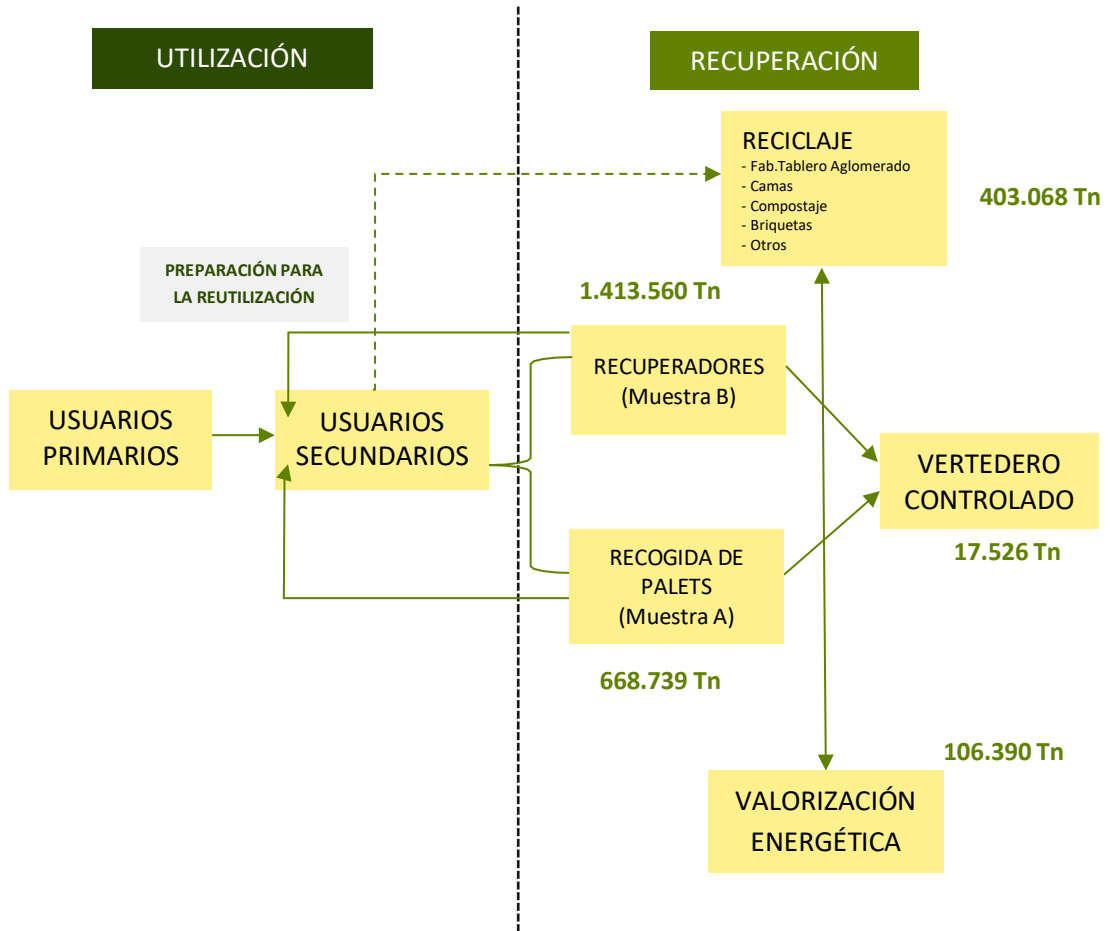 UTILIZACIÓN
RECUPERACIÓN
RECICLAJE
- Fab.Tablero Aglomerado
- Camas
- Compostaje
- Briquetas
- Otros
403.068 Tn
PREPARACIÓN PARA
LA REUTILIZACIÓN
1.413.560 Tn
RECUPERADORES
(Muestra B)
USUARIOS
PRIMARIOS
USUARIOS
SECUNDARIOS
VERTEDERO
CONTROLADO
17.526 Tn
RECOGIDA DE
PALETS
(Muestra A)
668.739 Tn
106.390 Tn
VALORIZACIÓN
ENERGÉTICA